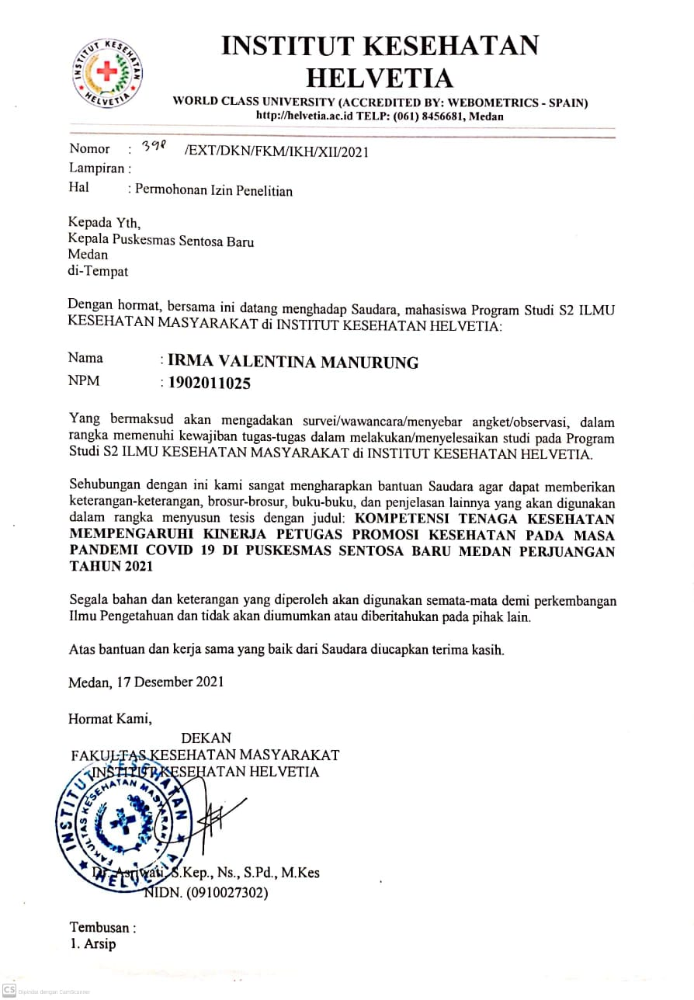 INSTITUT KESEHATAN
HELVETIA
INSTITUT KESEHATAN
HELVETIA
WORLD CLASS UNIVERSITY (ACCREDITED BY: WEBOMETRICS - SPAIN)
http://helvetia.ac.id TELP: (061) 8456681, Medan
Nomor : /EXT/DKN/FKM/IKH/XII/2021
Lampiran :
Hal : Permohonan Izin Penelitian
Kepada Yth,
Kepala Puskesmas Sentosa Baru
Medan
di-Tempat
Dengan hormat, bersama ini datang menghadap Saudara, mahasiswa Program Studi S2 ILMU
KESEHATAN MASYARAKAT di INSTITUT KESEHATAN HELVETIA:
Nama : IRMA VALENTINA MANURUNG
NPM : 1902011025
Yang bermaksud akan mengadakan survei/wawancara/menyebar angket/observasi, dalam
rangka memenuhi kewajiban tugas-tugas dalam melakukan/menyelesaikan studi pada Program
Studi S2 ILMU KESEHATAN MASYARAKAT di INSTITUT KESEHATAN HELVETIA.
Sehubungan dengan ini kami sangat mengharapkan bantuan Saudara agar dapat memberikan
keterangan-keterangan, brosur-brosur, buku-buku, dan penjelasan lainnya yang akan digunakan
dalam rangka menyusun tesis dengan judul: KOMPETENSI TENAGA KESEHATAN
MEMPENGARUHI KINERJA PETUGAS PROMOSI KESEHATAN PADA MASA
PANDEMI COVID 19 DI PUSKESMAS SENTOSA BARU MEDAN PERJUANGAN
TAHUN 2021
Segala bahan dan keterangan yang diperoleh akan digunakan semata-mata demi perkembangan
Ilmu Pengetahuan dan tidak akan diumumkan atau diberitahukan pada pihak lain.
Atas bantuan dan kerja sama yang baik dari Saudara diucapkan terima kasih.
Medan, 17 Desember 2021
Hormat Kami,
DEKAN
FAKULTAS KESEHATAN MASYARAKAT
INSTITUT KESEHATAN HELVETIA
INSTITUT KESEHATAN
FAKULTAS KESEHATAN MASYARAKAT
HELVETIA
Dr. Asriwati, S.Kep., Ns., S.Pd., M.Kes
NIDN. (0910027302)
Tembusan :
1. Arsip
CS Dipindai dengan CamScanner